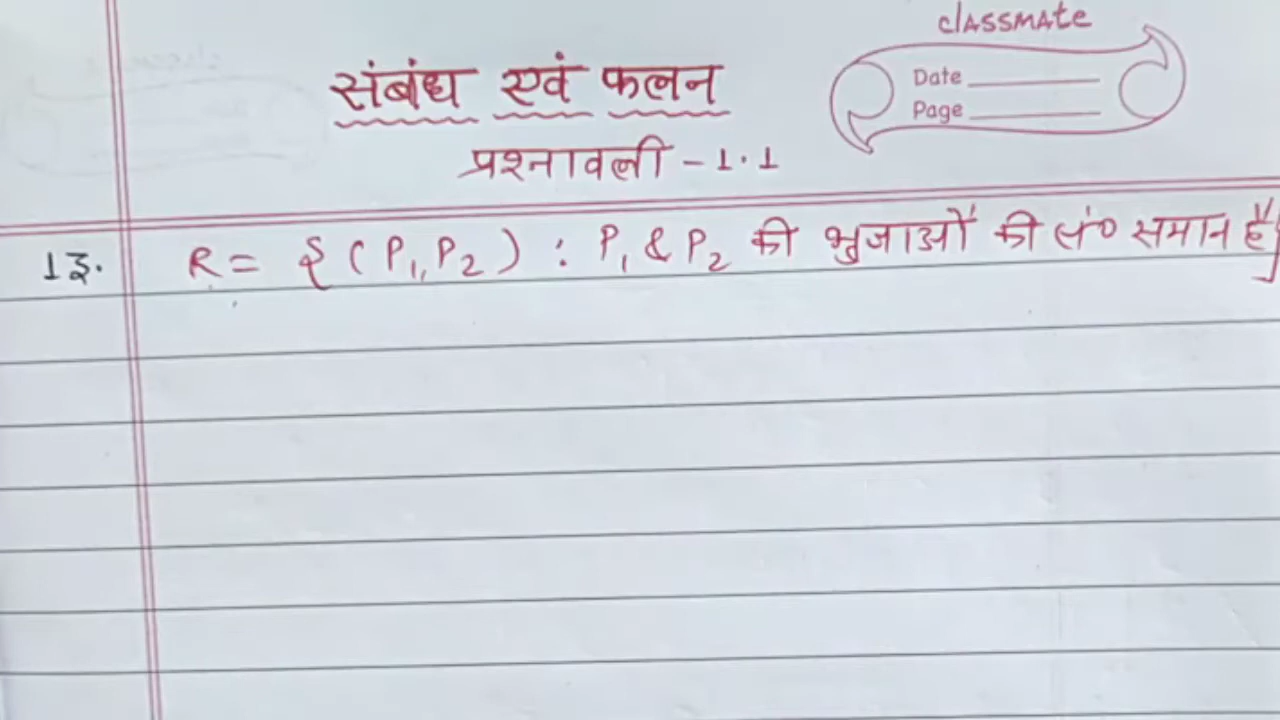 classmate
Date
Page
संबंध एवं फलन
प्रश्नावली - 1.1
13. R = { (P1, P2) : P1 & P2 की भुजाओं की सं० समान हैं}